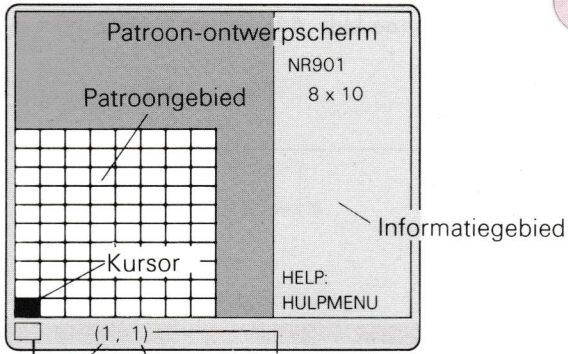 Patroon-ontwerpscherm
NR901
8 x 10
Patroongebied
Informatiegebied
Kursor
HELP:
HULPMENU
(1, 1)